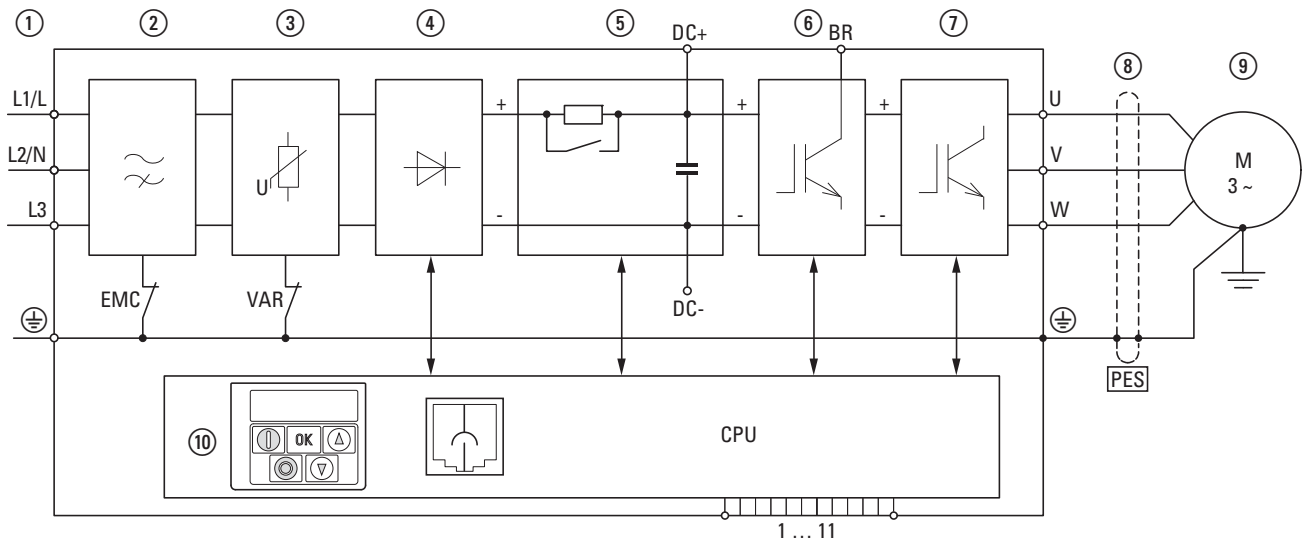 ① ② ③ ④ ⑤ ⑥ ⑦ ⑧ ⑨
DC+ BR
L1/L + + + U
L2/N U V M 3 ~
L3 - - - W
EMC VAR DC-
PES
⑩ OK CPU
1 … 11